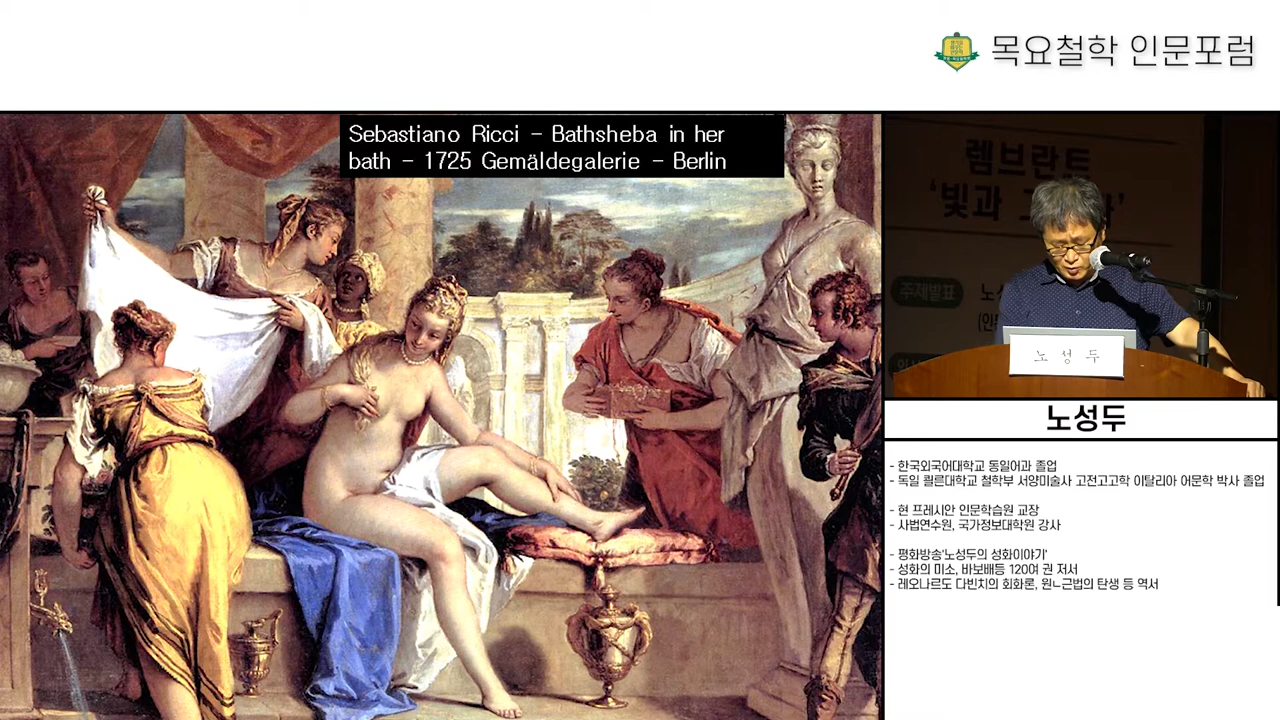 목요철학 인문포럼
Sebastiano Ricci - Bathsheba in her
bath - 1725 Gemäldegalerie - Berlin
렘브란트
주제발표
노 성 두
노성두
- 한국외국어대학교 동일어과 졸업
- 독일 쾰른대학교 철학부 서양미술사 고전고고학 이탈리아 어문학 박사 졸업
- 현 프레시안 인문학습원 교장
- 사법연수원, 국가정보대학원 강사
- 평화방송'노성두의 성화이야기'
- 성화의 미소, 바보배등 120여 권 저서
- 레오나르도 다빈치의 회화론, 원ㄴ근법의 탄생 등 역서